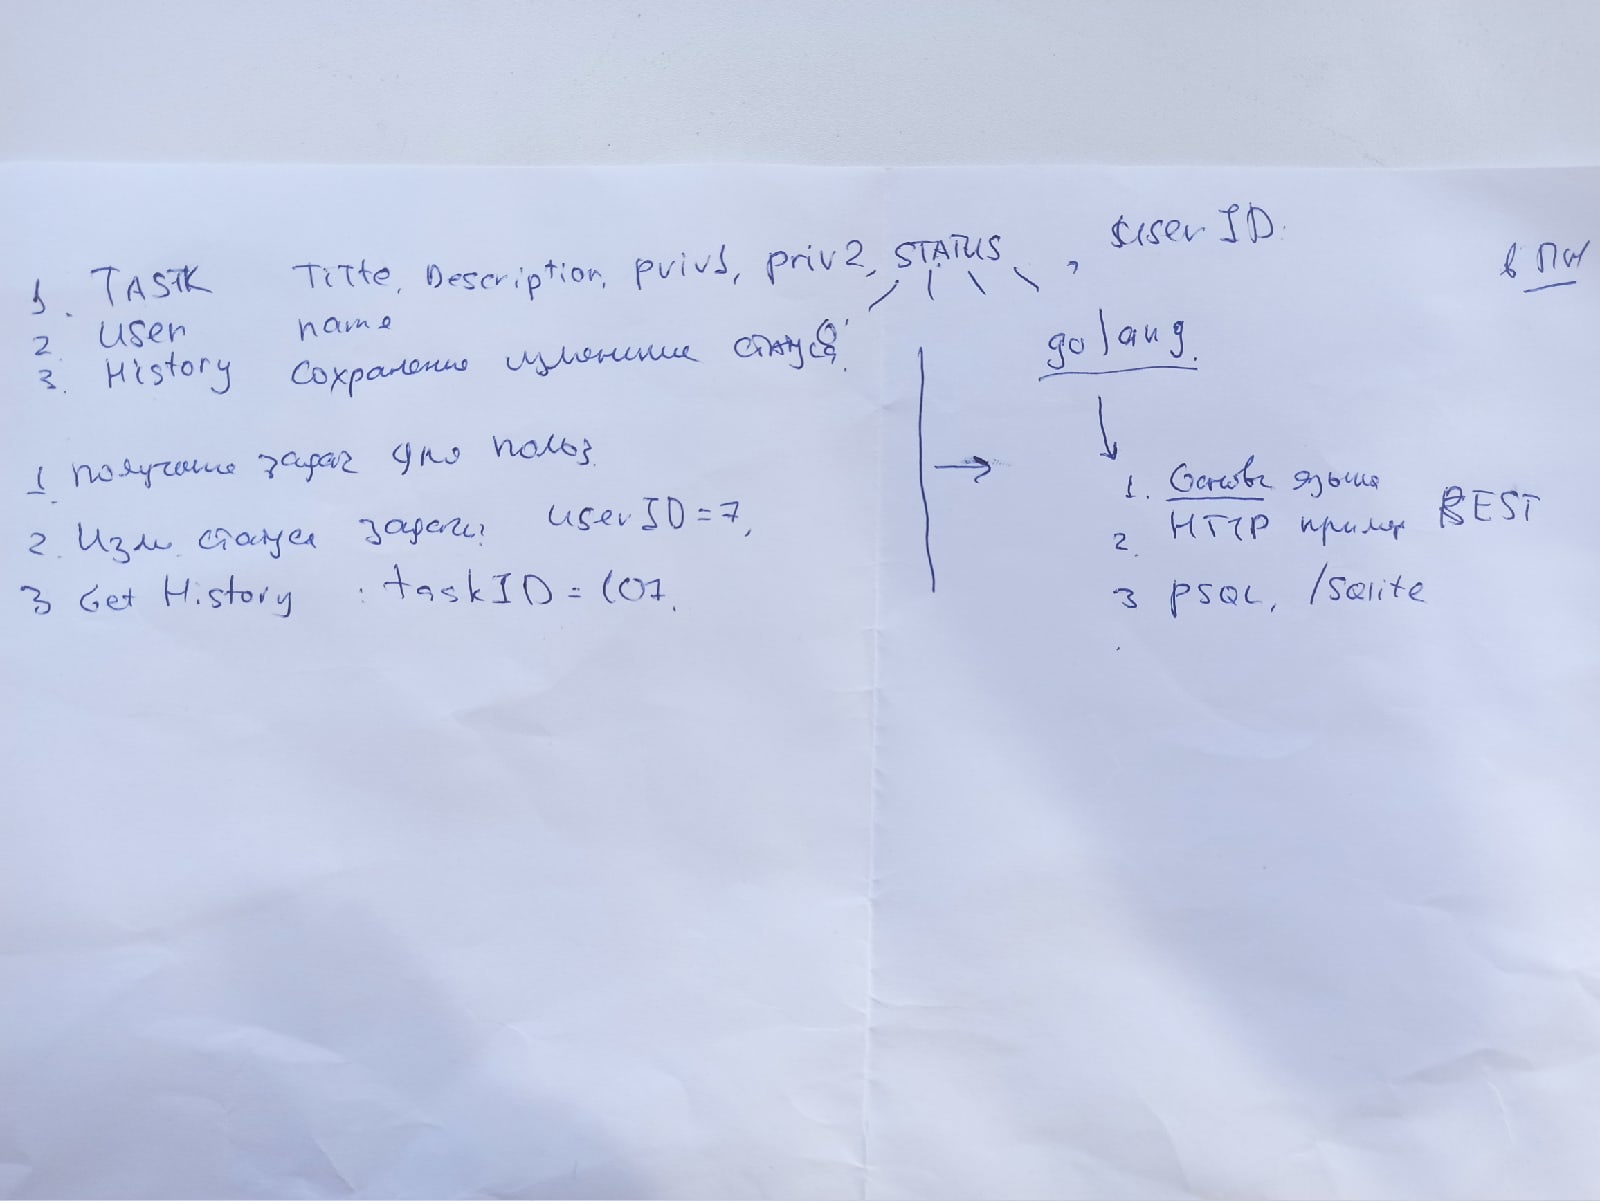 1. TASK Title, Description, priv1, priv2, STATUS, userID.
2. User name
3. History Сохранение изменение статуса.
1 получение задач для польз.
2. Изм. статуса задачи: userID=7,
3 Get History : taskID = 107.
в ПН
golang.
1. Основы языка
2. HTTP пример REST
3 PSQL, /SQlite